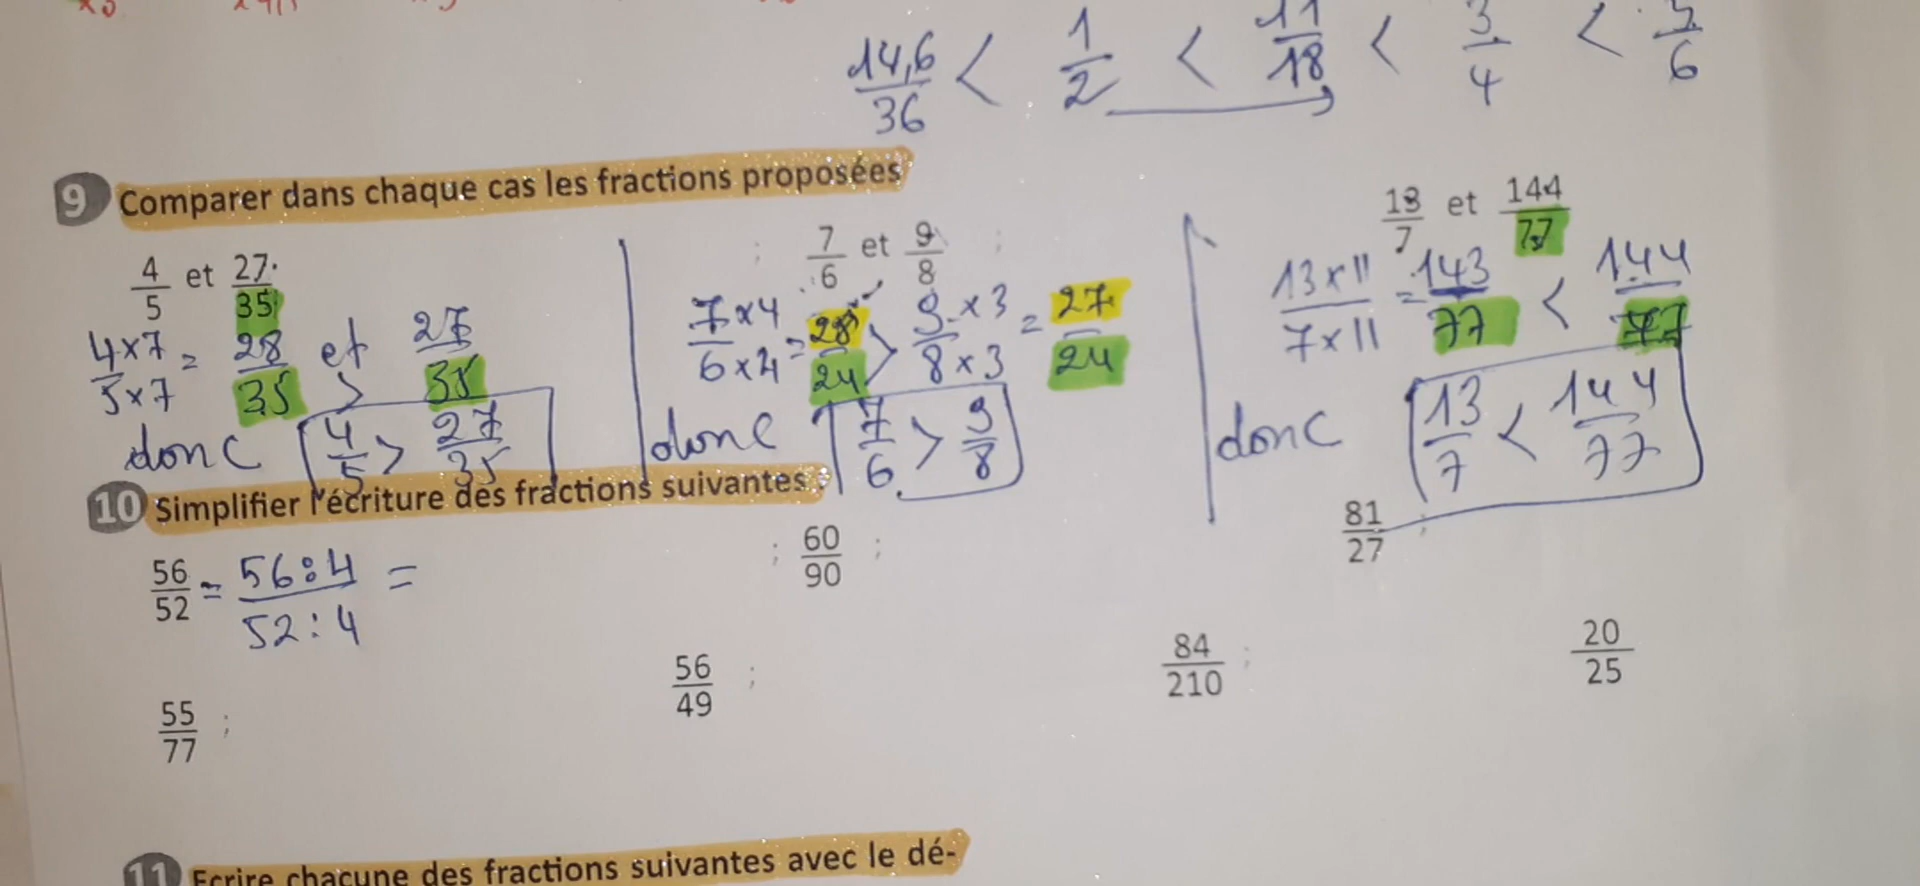 14,6/36 < 1/2 < 11/18 < 3/4 < 5/6
9 Comparer dans chaque cas les fractions proposées
4/5 et 27/35 ; 7/6 et 9/8 ; 13/7 et 144/77
4×7/5×7 = 28/35 et 27/35
>
7×4/6×4 = 28/24 > 9×3/8×3 = 27/24
13×11/7×11 = 143/77 < 144/77
donc 4/5 > 27/35
donc 7/6 > 9/8
donc 13/7 < 144/77
10 Simplifier l'écriture des fractions suivantes :
56/52 = 56:4/52:4 = ; 60/90 ; 81/27 ;
55/77 ; 56/49 ; 84/210 ; 20/25
11 Ecrire chacune des fractions suivantes avec le dé-